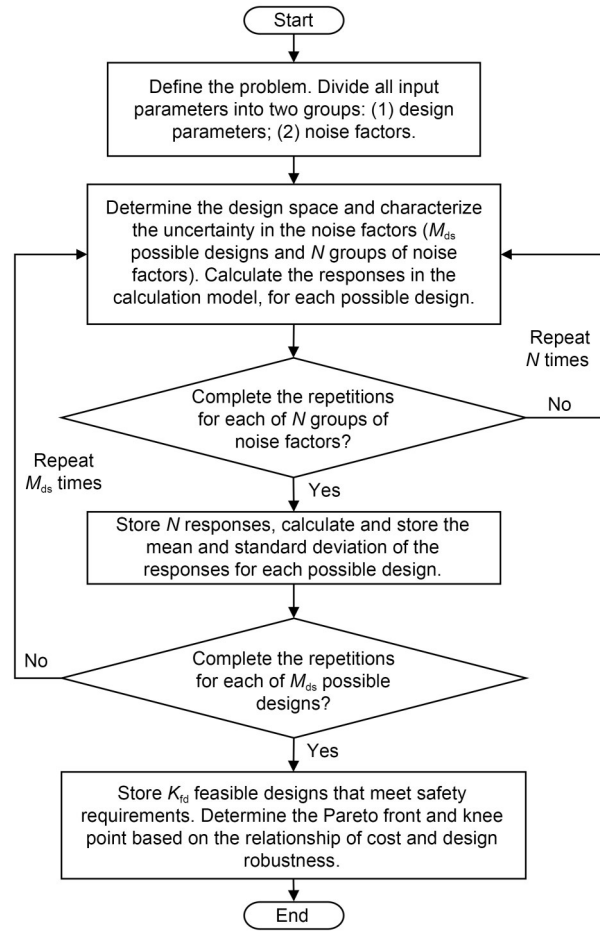 Start
Define the problem. Divide all input
parameters into two groups: (1) design
parameters; (2) noise factors.
Determine the design space and characterize
the uncertainty in the noise factors (Mds
possible designs and N groups of noise
factors). Calculate the responses in the
calculation model, for each possible design.
Repeat
N times
Complete the repetitions
for each of N groups of
noise factors?
No
Repeat
Mds times
Yes
Store N responses, calculate and store the
mean and standard deviation of the
responses for each possible design.
No
Complete the repetitions
for each of Mds possible
designs?
Yes
Store Kfd feasible designs that meet safety
requirements. Determine the Pareto front and knee
point based on the relationship of cost and design
robustness.
End